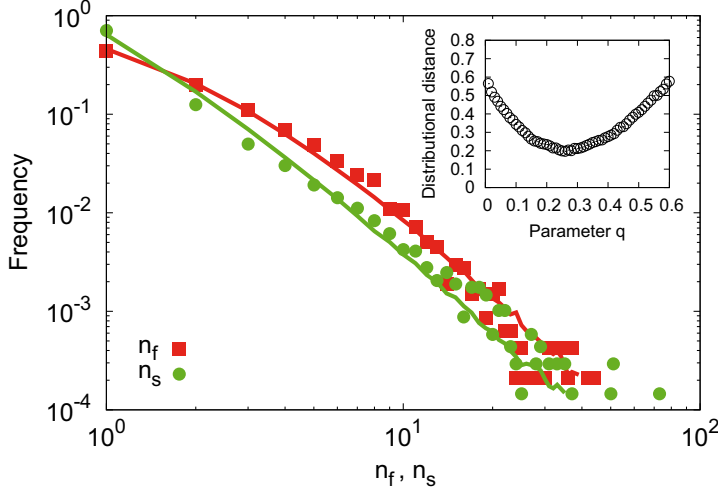 Frequency
10^0
10^-1
10^-2
10^-3
10^-4
10^0
10^1
10^2
n_f , n_s
n_f
n_s
Distributional distance
0.8
0.7
0.6
0.5
0.4
0.3
0.2
0.1
0
0 0.1 0.2 0.3 0.4 0.5 0.6
Parameter q